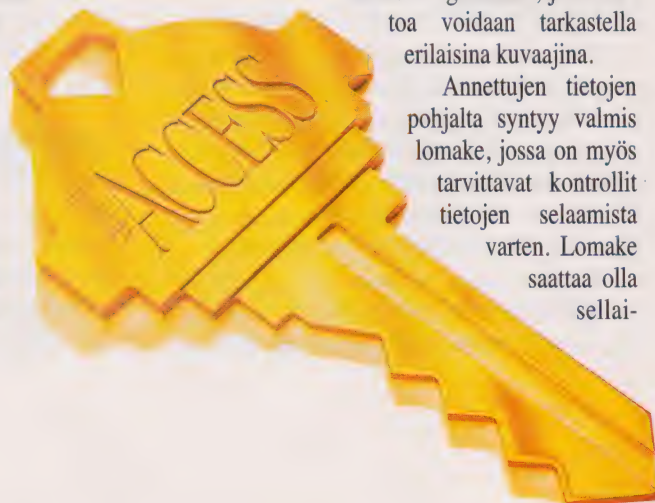 toa voidaan tarkastella
erilaisina kuvaajina.
Annettujen tietojen
pohjalta syntyy valmis
lomake, jossa on myös
tarvittavat kontrollit
tietojen selaamista
varten. Lomake
saattaa olla
sellai-
ACCESS